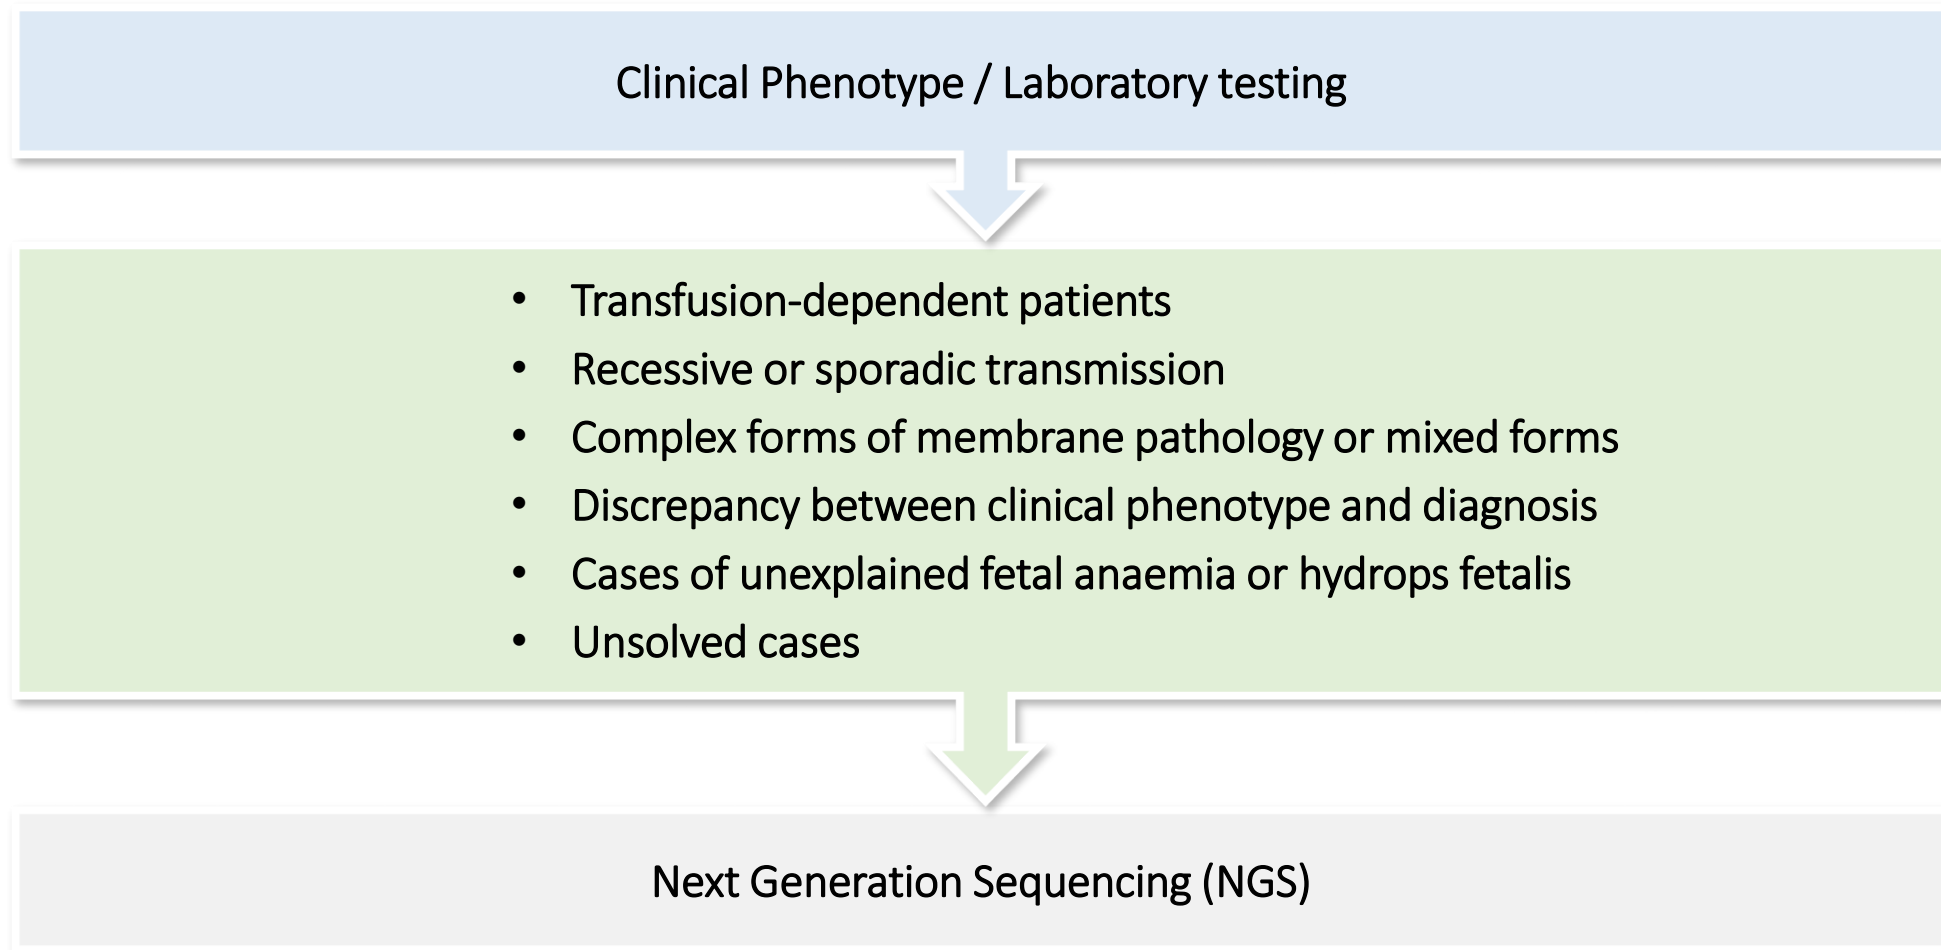 Clinical Phenotype / Laboratory testing
• Transfusion-dependent patients
• Recessive or sporadic transmission
• Complex forms of membrane pathology or mixed forms
• Discrepancy between clinical phenotype and diagnosis
• Cases of unexplained fetal anaemia or hydrops fetalis
• Unsolved cases
Next Generation Sequencing (NGS)